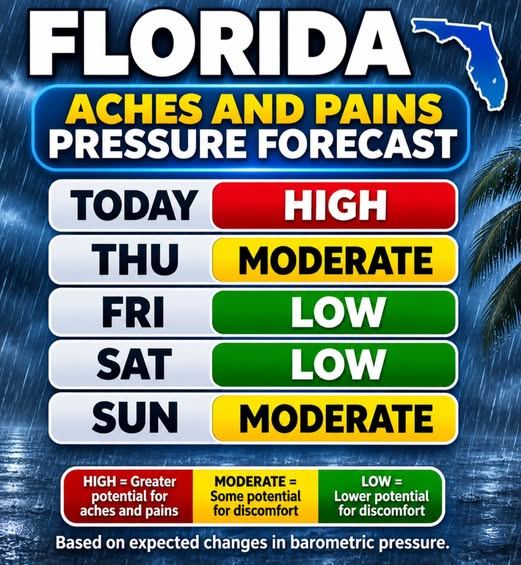 FLORIDA
ACHES AND PAINS
PRESSURE FORECAST
TODAY HIGH
THU MODERATE
FRI LOW
SAT LOW
SUN MODERATE
HIGH = Greater
potential for
aches and pains
MODERATE =
Some potential
for discomfort
LOW =
Lower potential
for discomfort
Based on expected changes in barometric pressure.